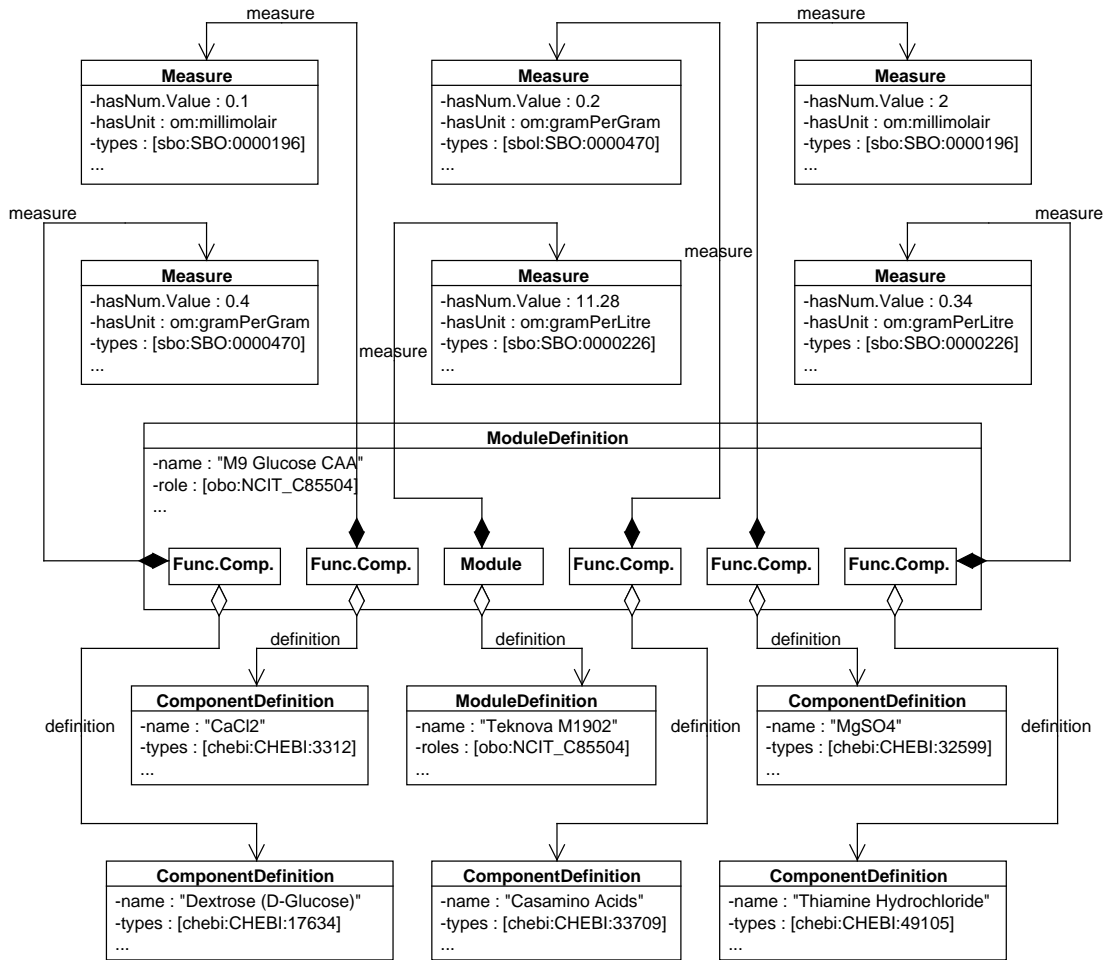 measure
measure
measure
Measure
-hasNum.Value : 0.1
-hasUnit : om:millimolair
-types : [sbo:SBO:0000196]
...
Measure
-hasNum.Value : 0.2
-hasUnit : om:gramPerGram
-types : [sbol:SBO:0000470]
...
Measure
-hasNum.Value : 2
-hasUnit : om:millimolair
-types : [sbo:SBO:0000196]
...
measure
measure
measure
measure
Measure
-hasNum.Value : 0.4
-hasUnit : om:gramPerGram
-types : [sbo:SBO:0000470]
...
Measure
-hasNum.Value : 11.28
-hasUnit : om:gramPerLitre
-types : [sbo:SBO:0000226]
...
Measure
-hasNum.Value : 0.34
-hasUnit : om:gramPerLitre
-types : [sbo:SBO:0000226]
...
ModuleDefinition
-name : "M9 Glucose CAA"
-role : [obo:NCIT_C85504]
...
Func.Comp.
Func.Comp.
Module
Func.Comp.
Func.Comp.
Func.Comp.
definition
definition
definition
definition
definition
definition
ComponentDefinition
-name : "CaCl2"
-types : [chebi:CHEBI:3312]
...
ModuleDefinition
-name : "Teknova M1902"
-roles : [obo:NCIT_C85504]
...
ComponentDefinition
-name : "MgSO4"
-types : [chebi:CHEBI:32599]
...
ComponentDefinition
-name : "Dextrose (D-Glucose)"
-types : [chebi:CHEBI:17634]
...
ComponentDefinition
-name : "Casamino Acids"
-types : [chebi:CHEBI:33709]
...
ComponentDefinition
-name : "Thiamine Hydrochloride"
-types : [chebi:CHEBI:49105]
...